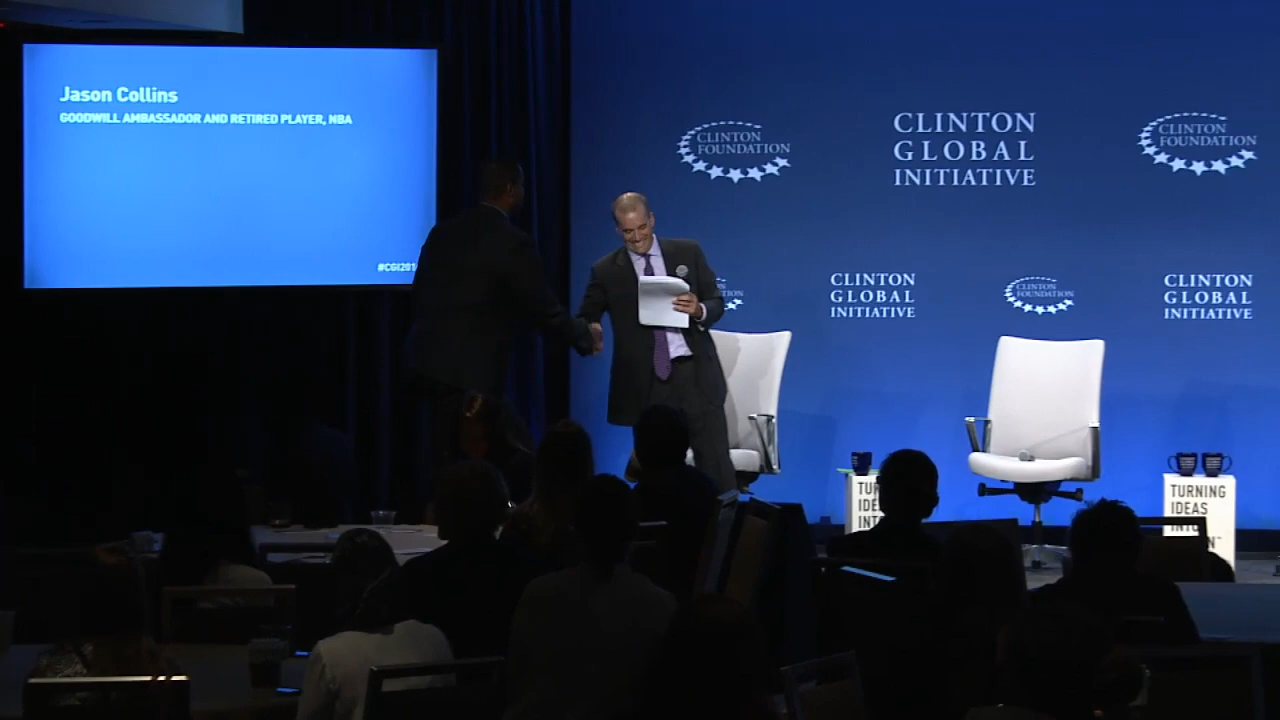 Jason Collins
GOODWILL AMBASSADOR AND RETIRED PLAYER, NBA
#CGI201
CLINTON
FOUNDATION
CLINTON
GLOBAL
INITIATIVE
CLINTON
FOUNDATION
CLINTON
GLOBAL
INITIATIVE
CLINTON
FOUNDATION
CLINTON
GLOBAL
INITIATIVE
TURNING
IDEAS
INTO